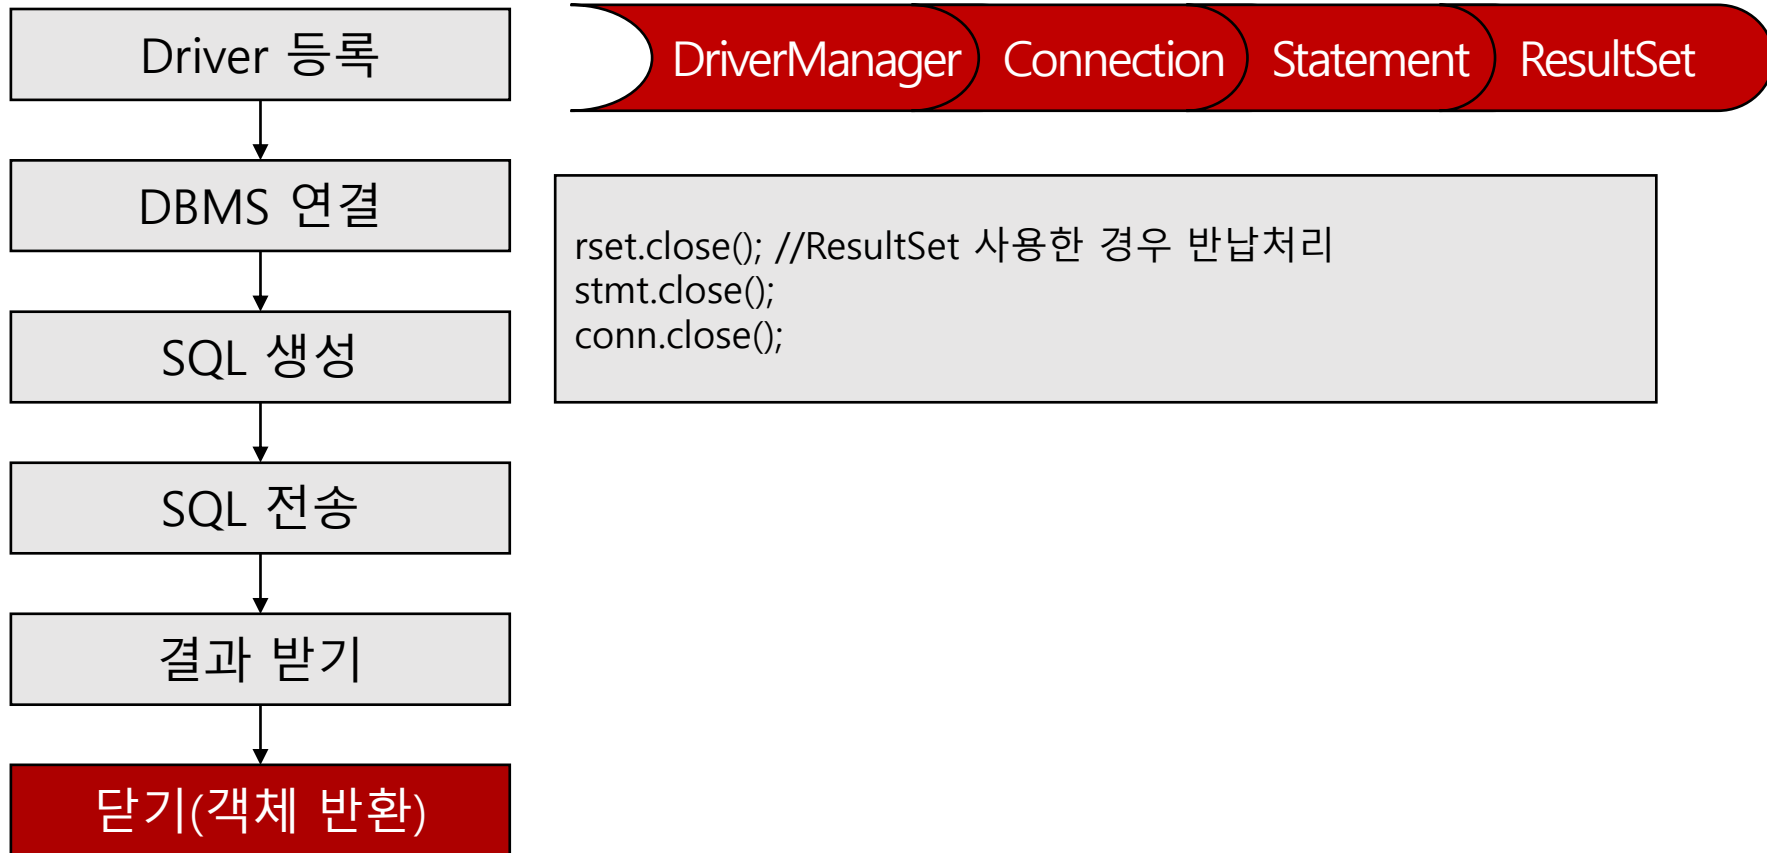 Driver 등록
DBMS 연결
SQL 생성
SQL 전송
결과 받기
닫기(객체 반환)
DriverManager Connection Statement ResultSet
rset.close(); //ResultSet 사용한 경우 반납처리
stmt.close();
conn.close();